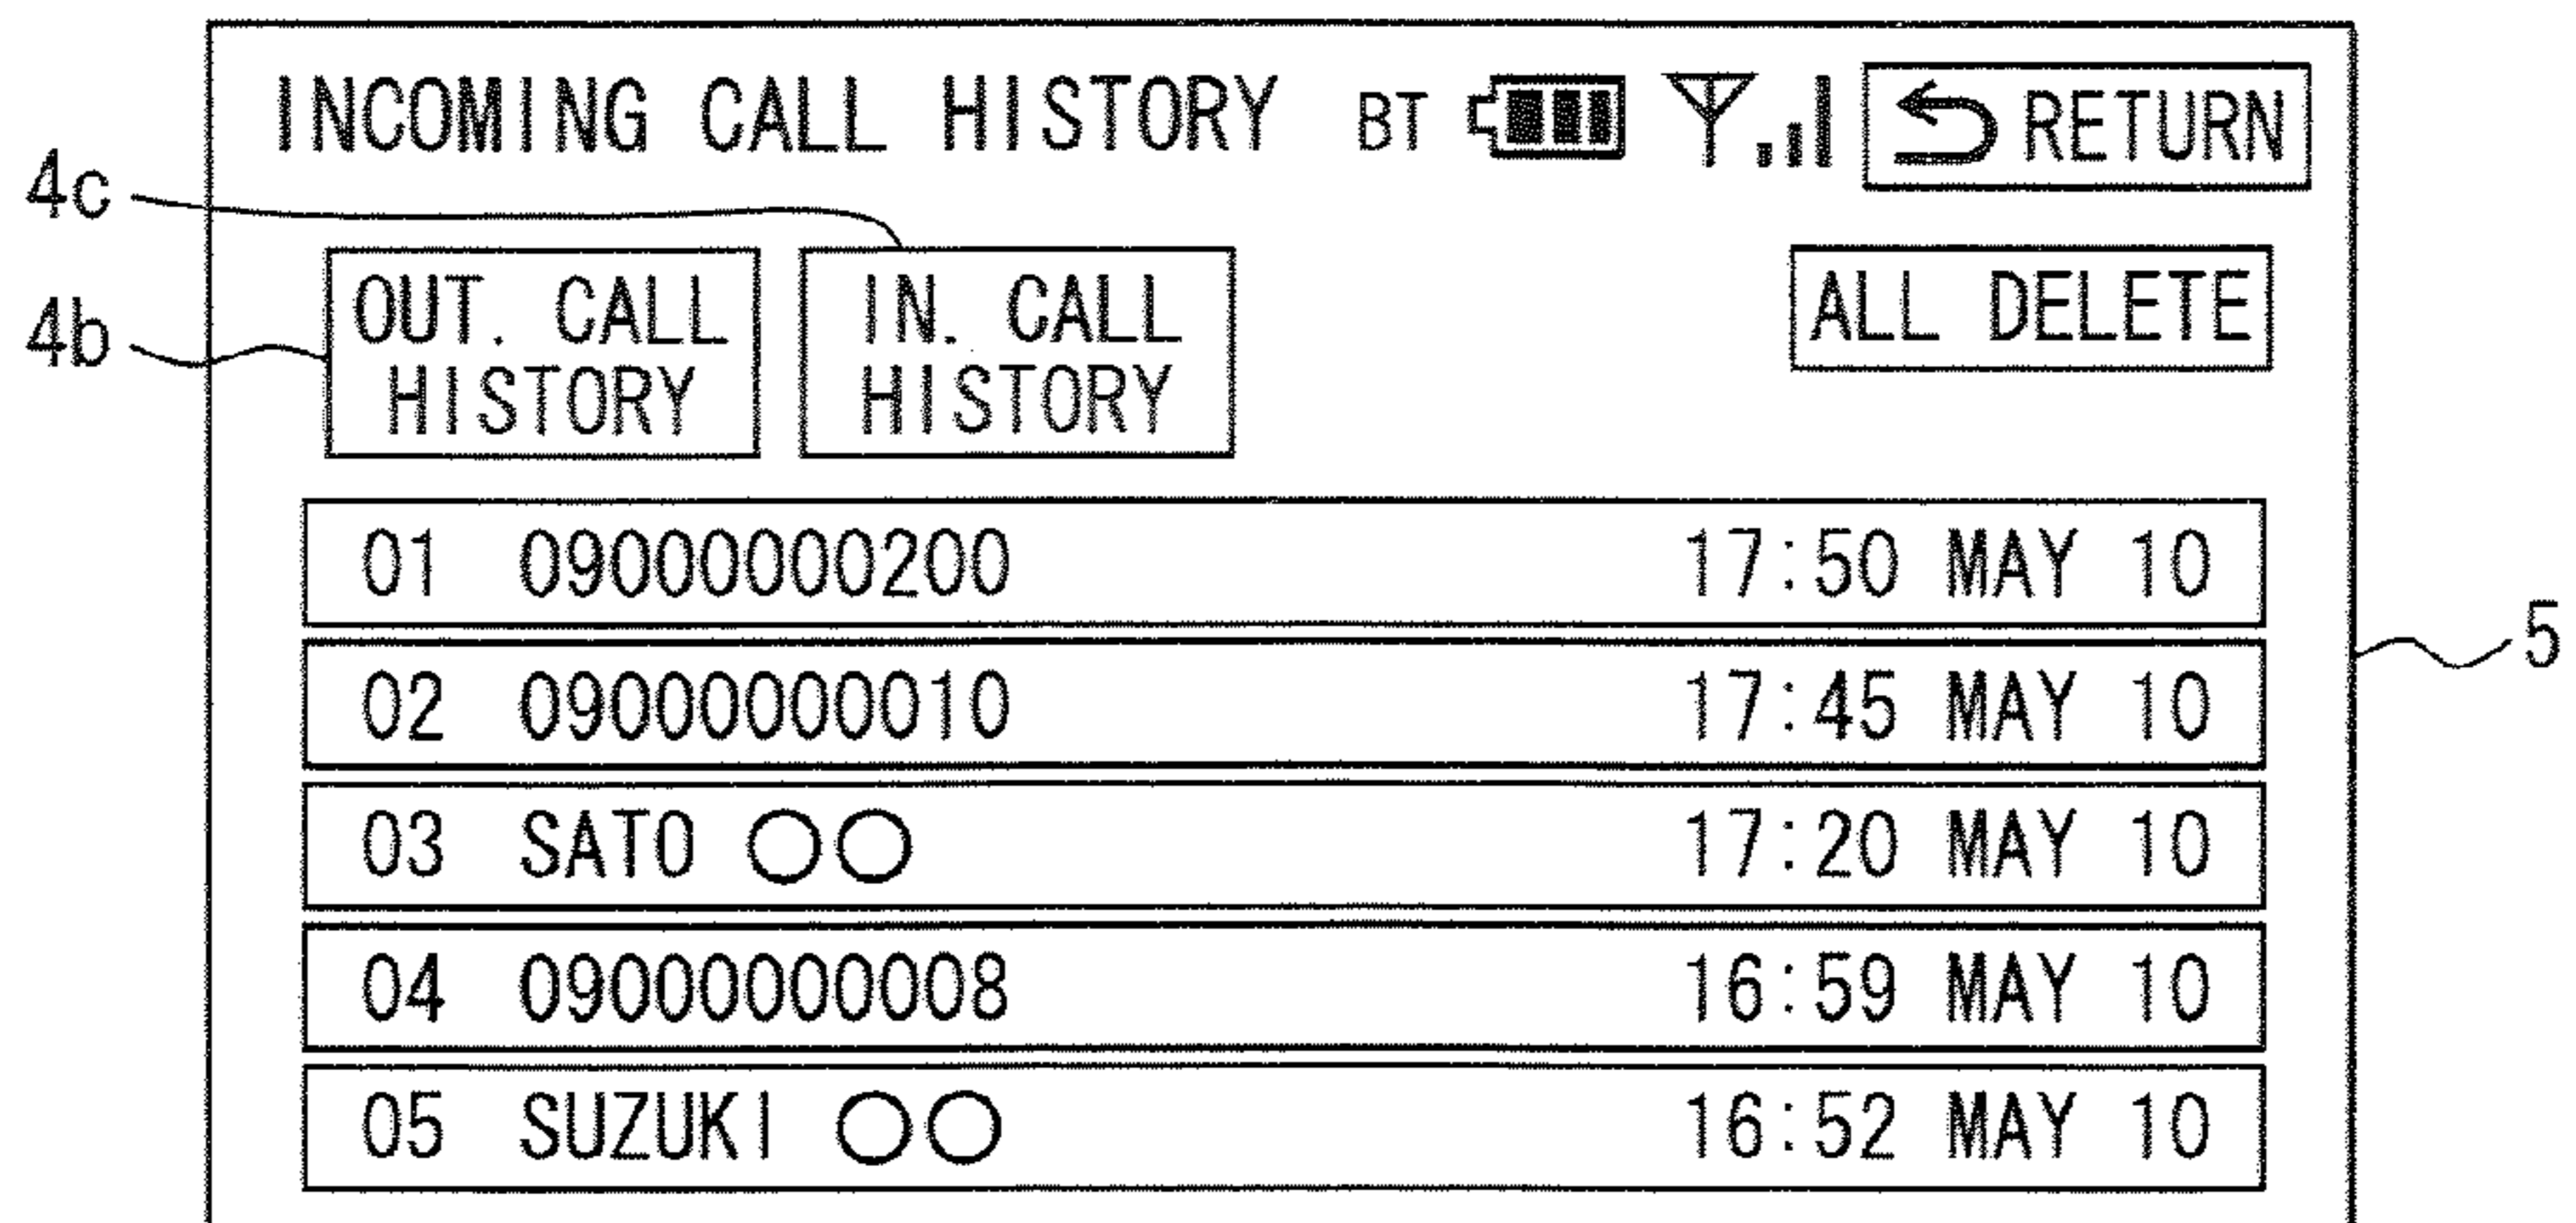 INCOMING CALL HISTORY BT RETURN
4c
4b
OUT. CALL
HISTORY
IN. CALL
HISTORY
ALL DELETE
01 09000000200 17:50 MAY 10
02 09000000010 17:45 MAY 10
03 SATO ○○ 17:20 MAY 10
04 09000000008 16:59 MAY 10
05 SUZUKI ○○ 16:52 MAY 10
5